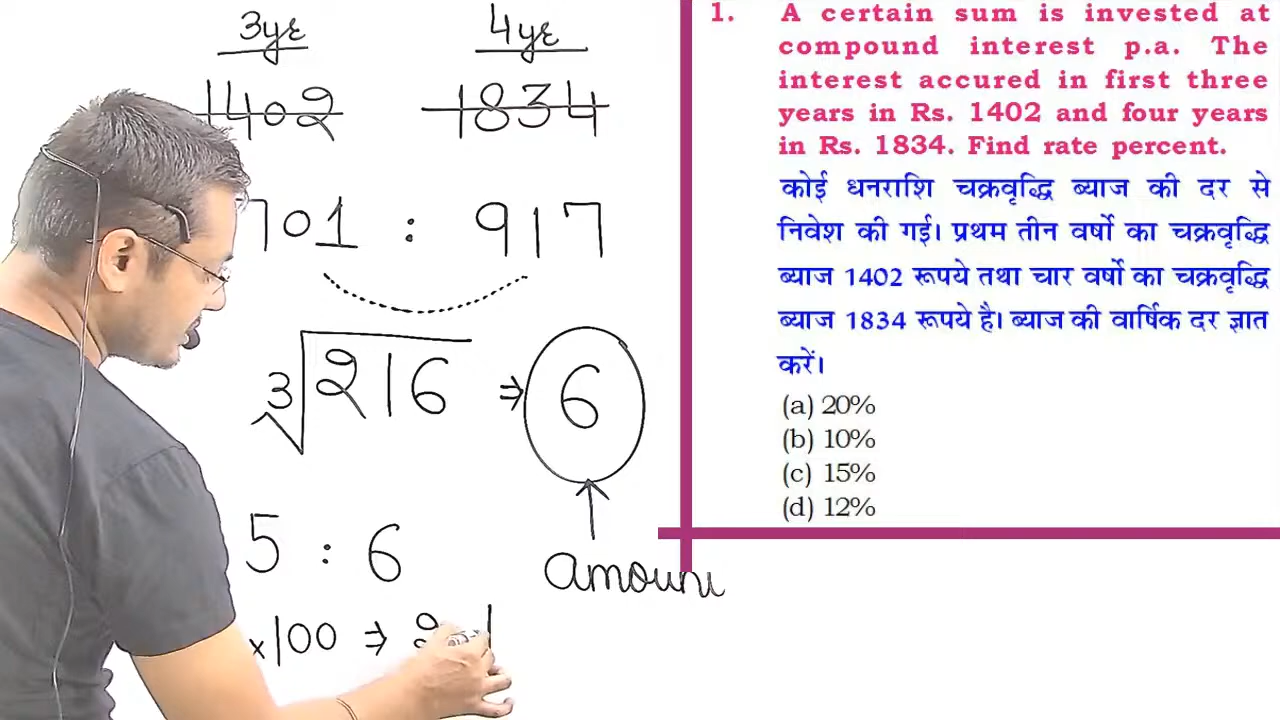 3yr 4yr
1402 1834
701 : 917
3√216 ⇒ 6
5 : 6
amount
x100 ⇒
1. A certain sum is invested at
compound interest p.a. The
interest accured in first three
years in Rs. 1402 and four years
in Rs. 1834. Find rate percent.
कोई धनराशि चक्रवृद्धि ब्याज की दर से
निवेश की गई। प्रथम तीन वर्षो का चक्रवृद्धि
ब्याज 1402 रूपये तथा चार वर्षो का चक्रवृद्धि
ब्याज 1834 रूपये है। ब्याज की वार्षिक दर ज्ञात
करें।
(a) 20%
(b) 10%
(c) 15%
(d) 12%